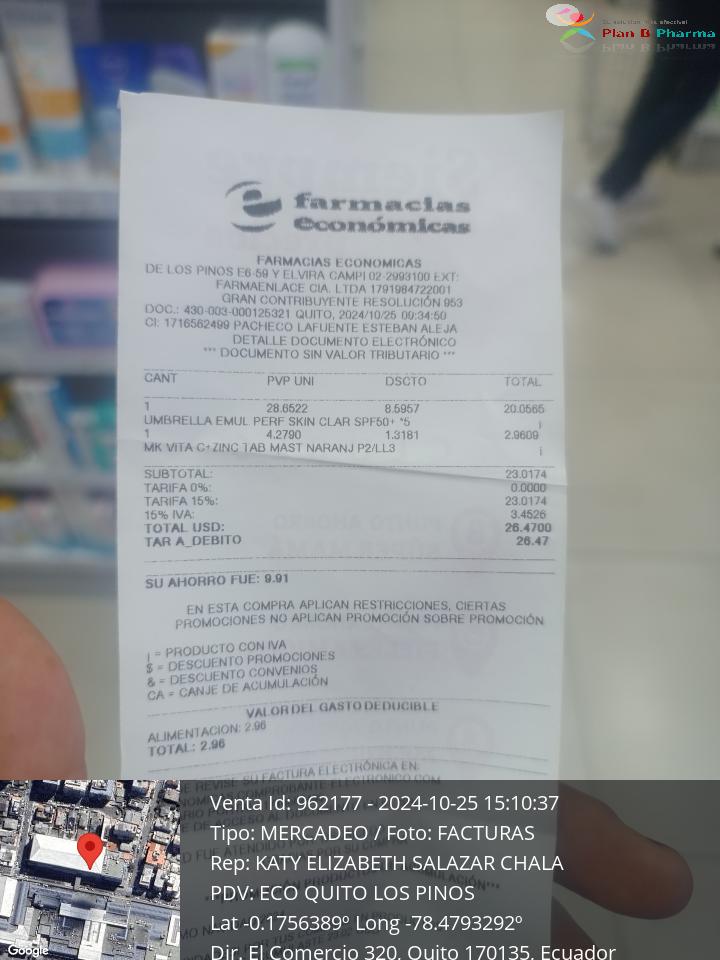 Plan B Pharma
farmacias
económicas
FARMACIAS ECONOMICAS
DE LOS PINOS E6-59 Y ELVIRA CAMPI 02-2993100 EXT:
FARMAENLACE CIA. LTDA 1791984722001
GRAN CONTRIBUYENTE RESOLUCIÓN 953
DOC.: 430-003-000125321 QUITO, 2024/10/25 09:34:50
CI: 1716562499 PACHECO LAFUENTE ESTEBAN ALEJA
DETALLE DOCUMENTO ELECTRÓNICO
*** DOCUMENTO SIN VALOR TRIBUTARIO ***
CANT PVP UNI DSCTO TOTAL
1 28.6522 8.5957 20.0565
UMBRELLA EMUL PERF SKIN CLAR SPF50+ *5 i
1 4.2790 1.3181 2.9609
MK VITA C+ZINC TAB MAST NARANJ P2/LL3 i
SUBTOTAL: 23.0174
TARIFA 0%: 0.0000
TARIFA 15%: 23.0174
15% IVA: 3.4526
TOTAL USD: 26.4700
TAR A_DEBITO 26.47
SU AHORRO FUE: 9.91
EN ESTA COMPRA APLICAN RESTRICCIONES, CIERTAS
PROMOCIONES NO APLICAN PROMOCIÓN SOBRE PROMOCIÓN
i = PRODUCTO CON IVA
$ = DESCUENTO PROMOCIONES
& = DESCUENTO CONVENIOS
CA = CANJE DE ACUMULACIÓN
VALOR DEL GASTO DEDUCIBLE
ALIMENTACION: 2.96
TOTAL: 2.96
REVISE SU FACTURA ELECTRÓNICA EN:
Venta Id: 962177 - 2024-10-25 15:10:37
Tipo: MERCADEO / Foto: FACTURAS
Rep: KATY ELIZABETH SALAZAR CHALA
PDV: ECO QUITO LOS PINOS
Lat -0.1756389º Long -78.4793292º
Dir. El Comercio 320, Quito 170135, Ecuador
Google